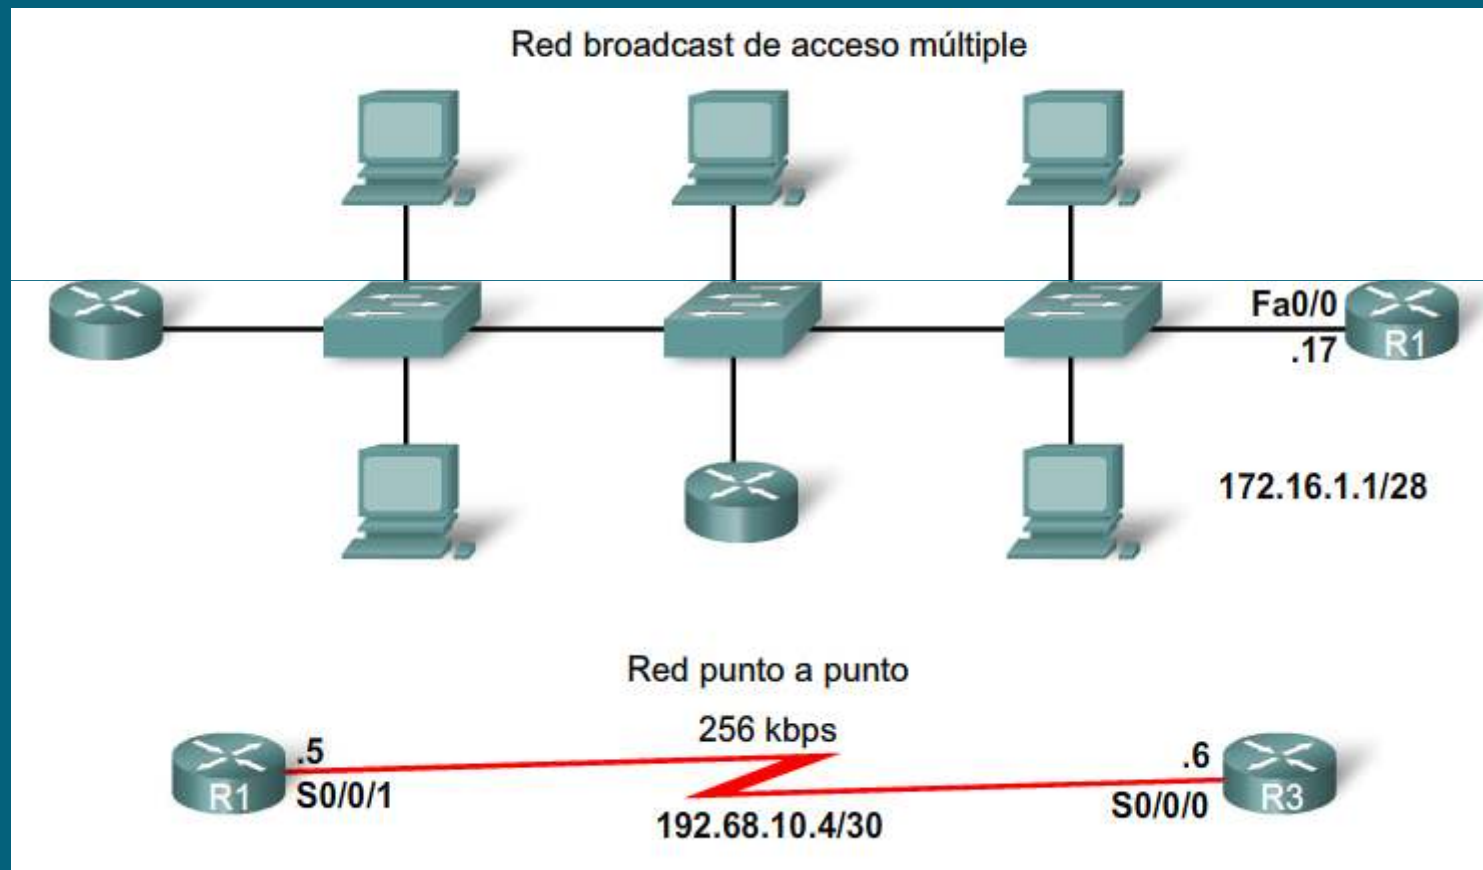 Red broadcast de acceso múltiple
Fa0/0
.17
R1
172.16.1.1/28
Red punto a punto
256 kbps
.5
.6
R1
S0/0/1
S0/0/0
R3
192.68.10.4/30